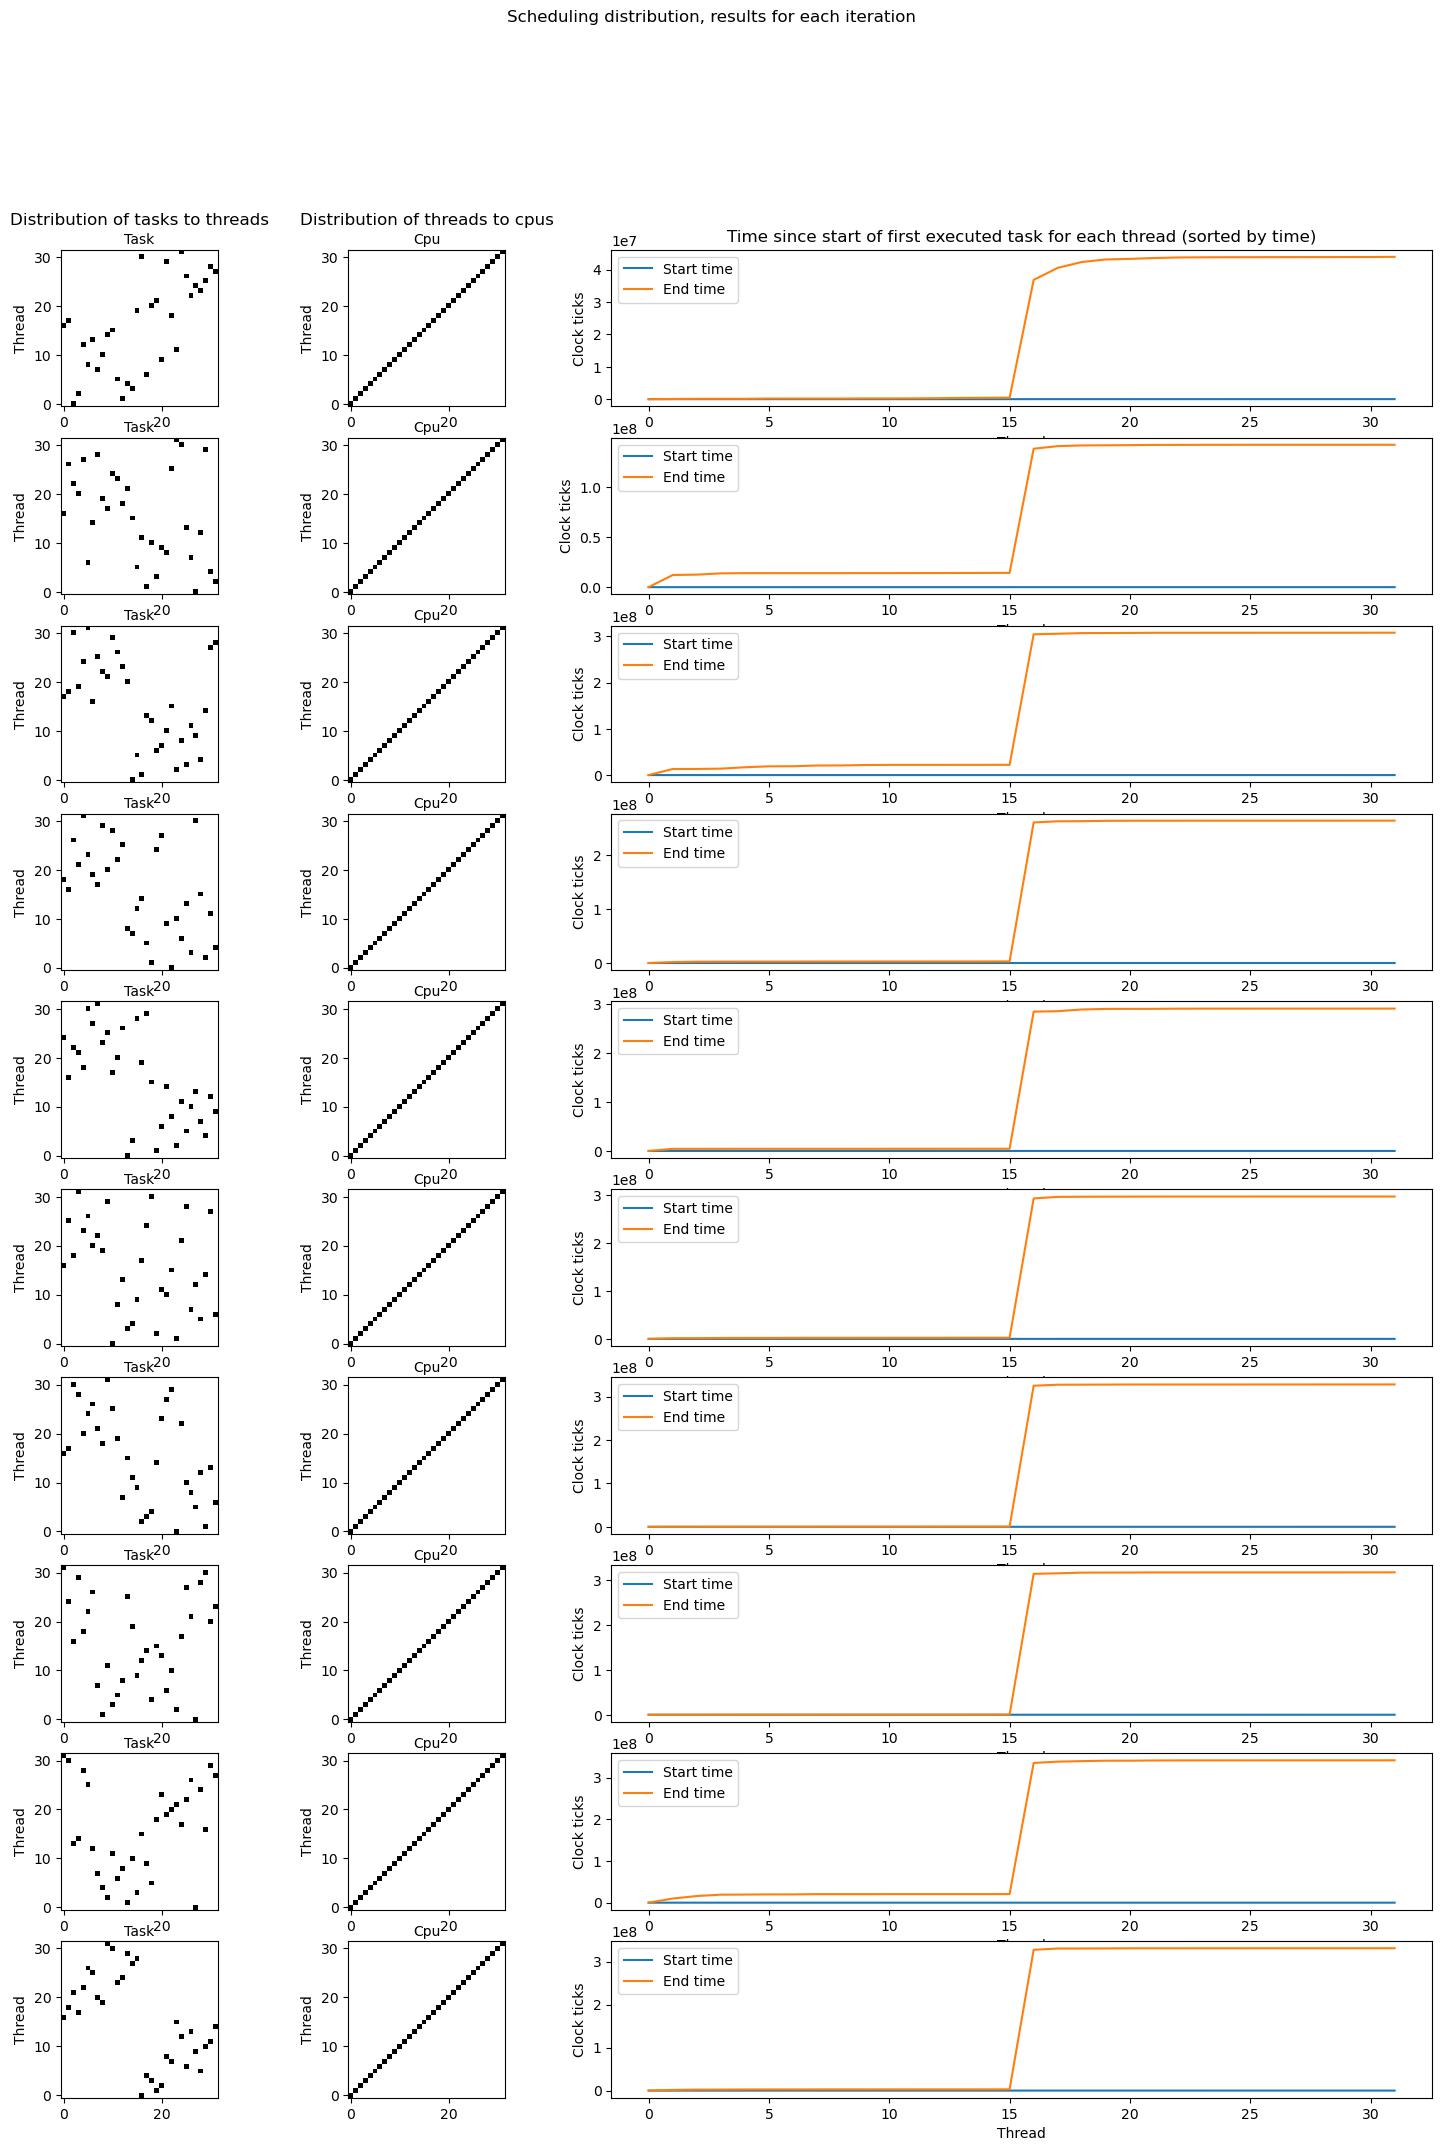 Scheduling distribution, results for each iteration
Distribution of tasks to threads
Distribution of threads to cpus
Time since start of first executed task for each thread (sorted by time)
Task
Thread
30
20
10
0
0 20
Cpu
Thread
30
20
10
0
0 20
1e7
Clock ticks
4
3
2
1
0
Start time
End time
0 5 10 15 20 25 30
Task
Thread
30
20
10
0
0 20
Cpu
Thread
30
20
10
0
0 20
1e8
Clock ticks
1.0
0.5
0.0
Start time
End time
0 5 10 15 20 25 30
Task
Thread
30
20
10
0
0 20
Cpu
Thread
30
20
10
0
0 20
1e8
Clock ticks
3
2
1
0
Start time
End time
0 5 10 15 20 25 30
Task
Thread
30
20
10
0
0 20
Cpu
Thread
30
20
10
0
0 20
1e8
Clock ticks
2
1
0
Start time
End time
0 5 10 15 20 25 30
Task
Thread
30
20
10
0
0 20
Cpu
Thread
30
20
10
0
0 20
1e8
Clock ticks
3
2
1
0
Start time
End time
0 5 10 15 20 25 30
Task
Thread
30
20
10
0
0 20
Cpu
Thread
30
20
10
0
0 20
1e8
Clock ticks
3
2
1
0
Start time
End time
0 5 10 15 20 25 30
Task
Thread
30
20
10
0
0 20
Cpu
Thread
30
20
10
0
0 20
1e8
Clock ticks
3
2
1
0
Start time
End time
0 5 10 15 20 25 30
Task
Thread
30
20
10
0
0 20
Cpu
Thread
30
20
10
0
0 20
1e8
Clock ticks
3
2
1
0
Start time
End time
0 5 10 15 20 25 30
Task
Thread
30
20
10
0
0 20
Cpu
Thread
30
20
10
0
0 20
1e8
Clock ticks
3
2
1
0
Start time
End time
0 5 10 15 20 25 30
Task
Thread
30
20
10
0
0 20
Cpu
Thread
30
20
10
0
0 20
1e8
Clock ticks
3
2
1
0
Start time
End time
0 5 10 15 20 25 30
Thread